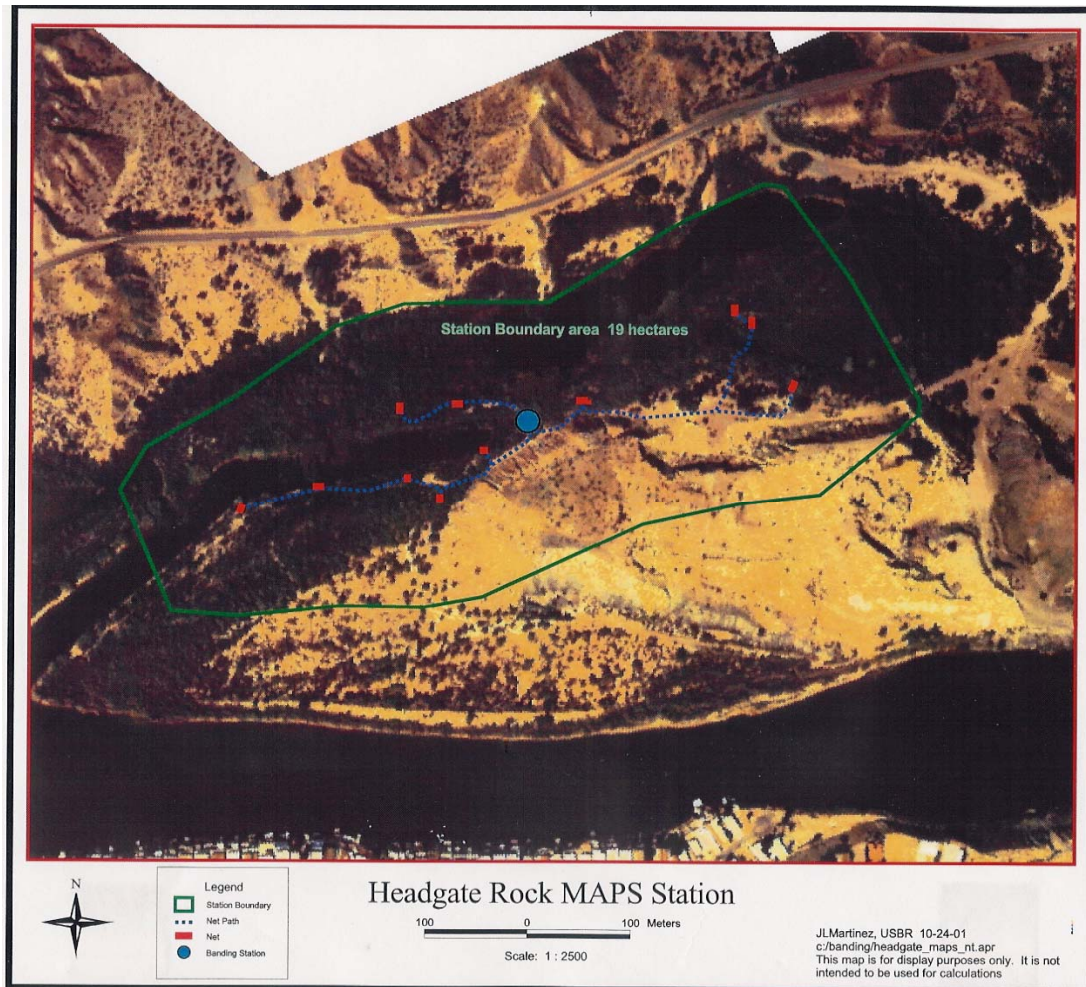 Station Boundary area 19 hectares
Headgate Rock MAPS Station
N
Legend
Station Boundary
Net Path
Net
Banding Station
100 0 100 Meters
Scale: 1 : 2500
JLMartinez, USBR 10-24-01
c:/banding/headgate_maps_nt.apr
This map is for display purposes only. It is not
intended to be used for calculations